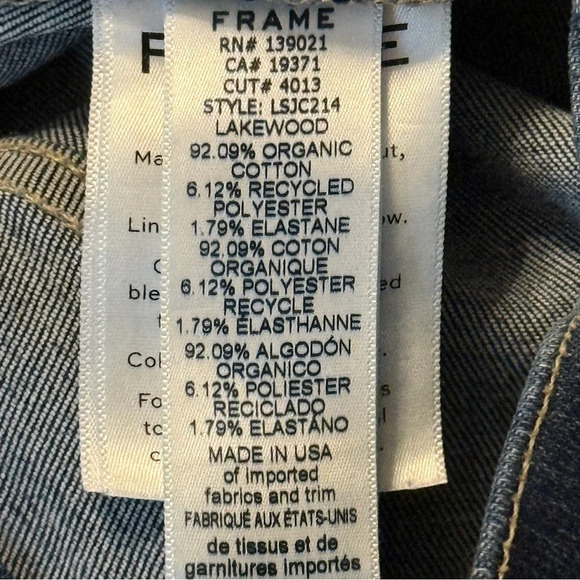 FRAME
RN# 139021
CA# 19371
CUT# 4013
STYLE: LSJC214
LAKEWOOD
92.09% ORGANIC
COTTON
6.12% RECYCLED
POLYESTER
1.79% ELASTANE
92.09% COTON
ORGANIQUE
6.12% POLYESTER
RECYCLE
1.79% ÉLASTHANNE
92.09% ALGODÓN
ORGANICO
6.12% POLIESTER
RECICLADO
1.79% ELASTANO
MADE IN USA
of imported
fabrics and trim
FABRIQUÉ AUX ÉTATS-UNIS
de tissus et de
garnitures importés